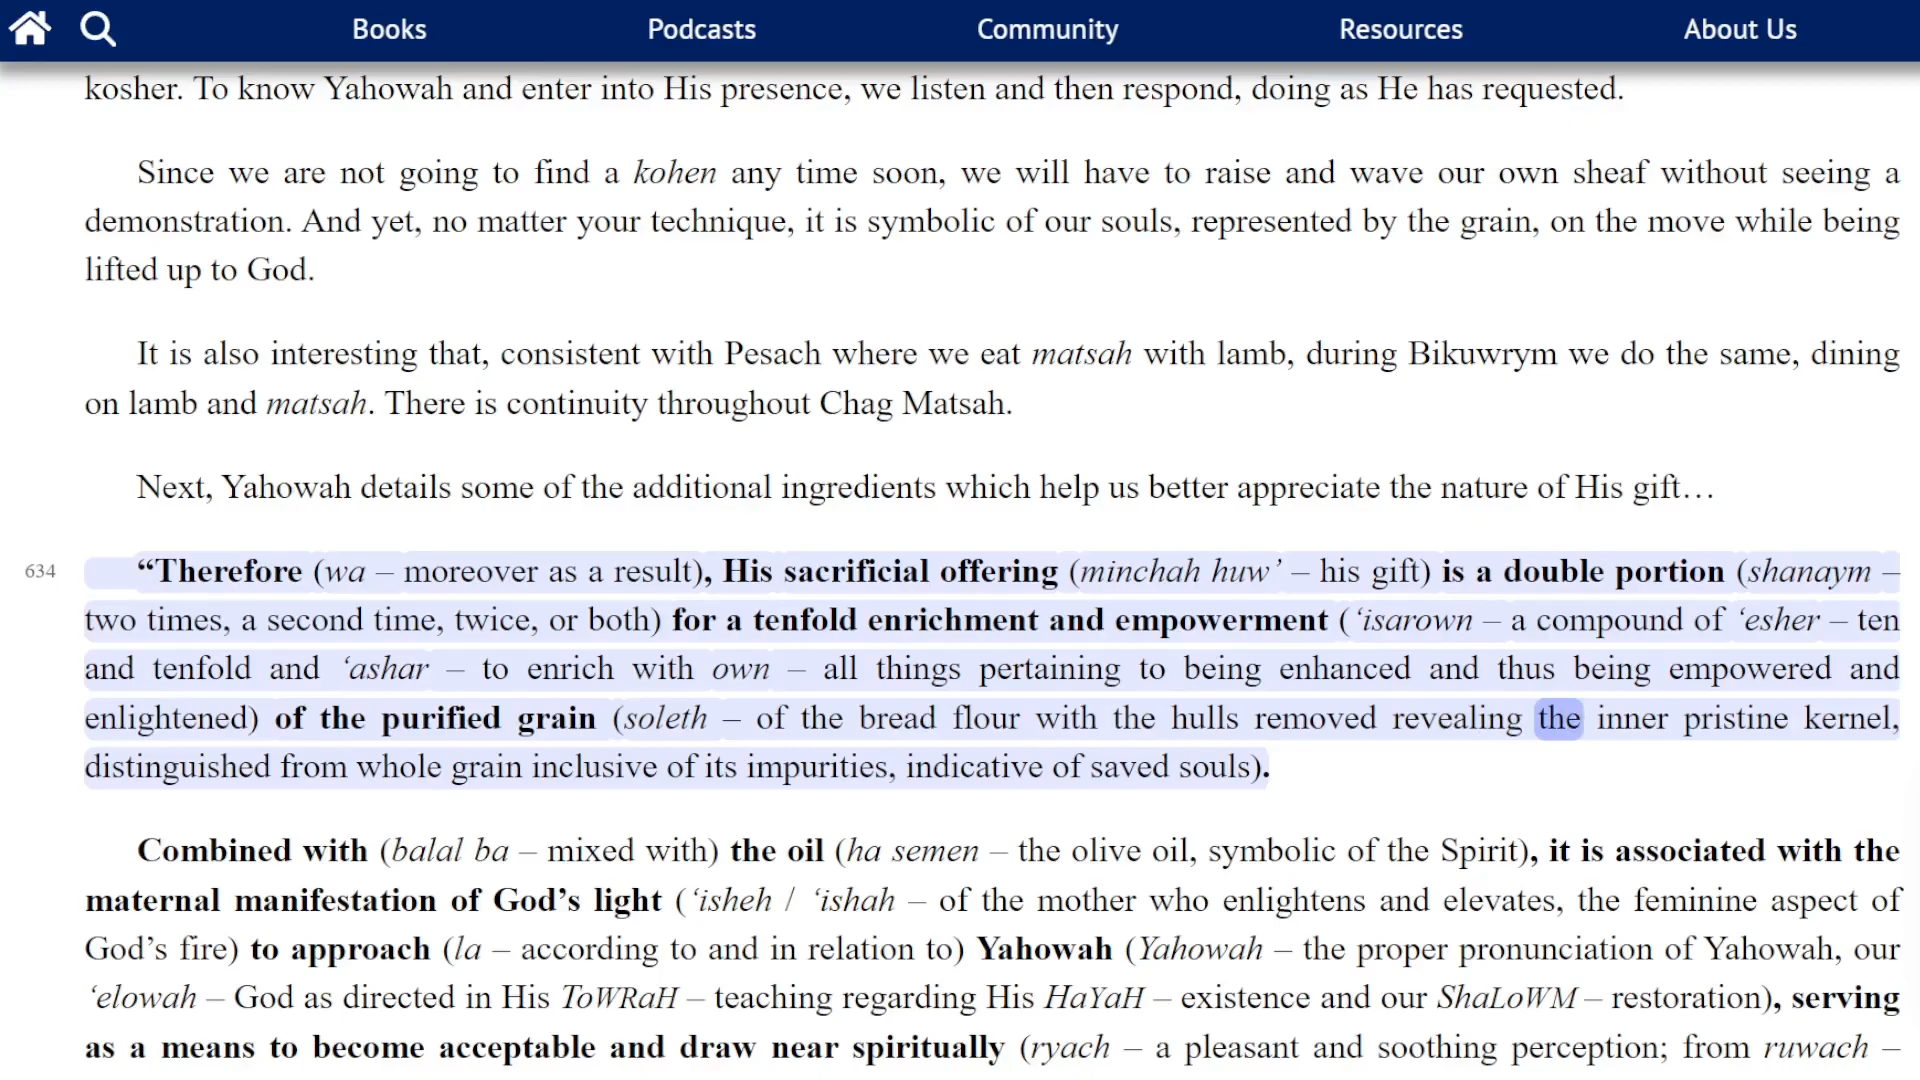 Books Podcasts Community Resources About Us
kosher. To know Yahowah and enter into His presence, we listen and then respond, doing as He has requested.
Since we are not going to find a kohen any time soon, we will have to raise and wave our own sheaf without seeing a
demonstration. And yet, no matter your technique, it is symbolic of our souls, represented by the grain, on the move while being
lifted up to God.
It is also interesting that, consistent with Pesach where we eat matsah with lamb, during Bikuwrym we do the same, dining
on lamb and matsah. There is continuity throughout Chag Matsah.
Next, Yahowah details some of the additional ingredients which help us better appreciate the nature of His gift…
634 “Therefore (wa – moreover as a result), His sacrificial offering (minchah huw’ – his gift) is a double portion (shanaym –
two times, a second time, twice, or both) for a tenfold enrichment and empowerment (‘isarown – a compound of ‘esher – ten
and tenfold and ‘ashar – to enrich with own – all things pertaining to being enhanced and thus being empowered and
enlightened) of the purified grain (soleth – of the bread flour with the hulls removed revealing the inner pristine kernel,
distinguished from whole grain inclusive of its impurities, indicative of saved souls).
Combined with (balal ba – mixed with) the oil (ha semen – the olive oil, symbolic of the Spirit), it is associated with the
maternal manifestation of God’s light (‘isheh / ‘ishah – of the mother who enlightens and elevates, the feminine aspect of
God’s fire) to approach (la – according to and in relation to) Yahowah (Yahowah – the proper pronunciation of Yahowah, our
‘elowah – God as directed in His ToWRaH – teaching regarding His HaYaH – existence and our ShaLoWM – restoration), serving
as a means to become acceptable and draw near spiritually (ryach – a pleasant and soothing perception; from ruwach –